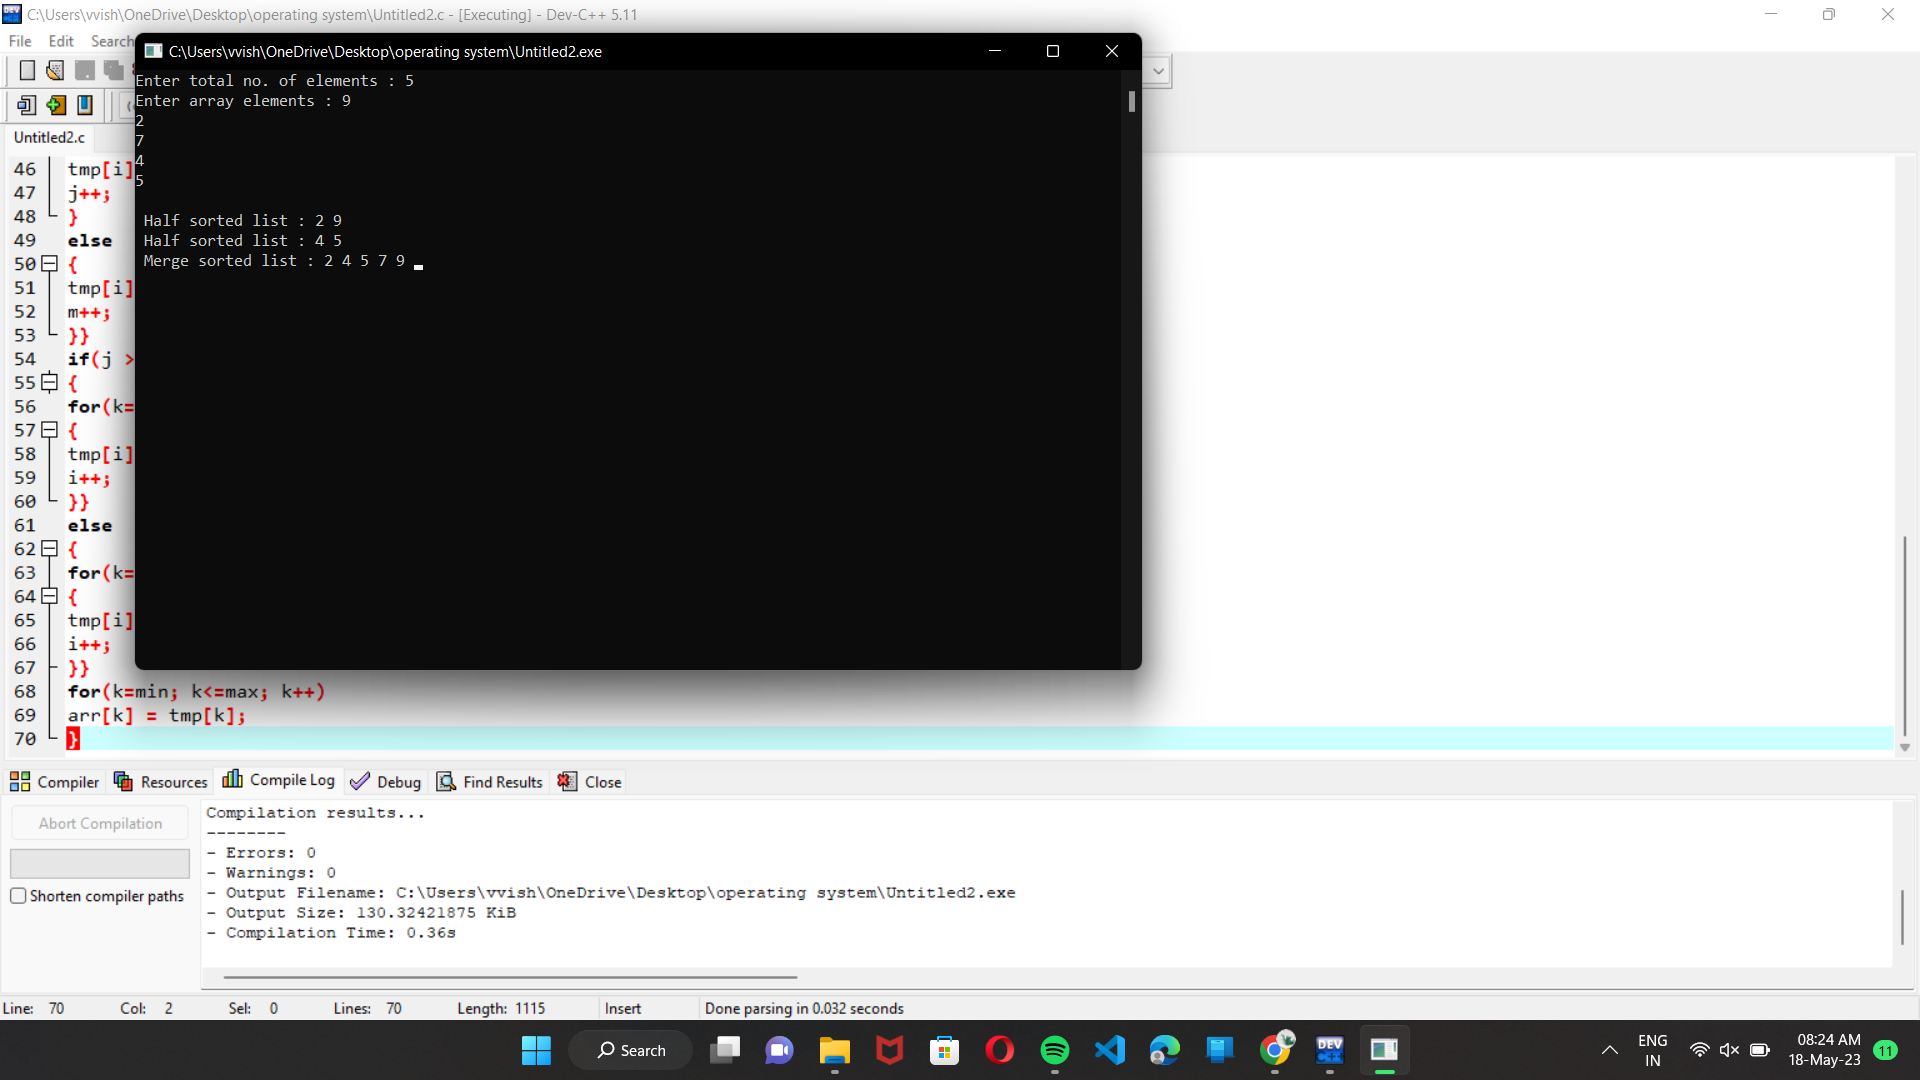 C:\Users\vvish\OneDrive\Desktop\operating system\Untitled2.c - [Executing] - Dev-C++ 5.11
File Edit Search
C:\Users\vvish\OneDrive\Desktop\operating system\Untitled2.exe
Enter total no. of elements : 5
Enter array elements : 9
2
7
4
5
Half sorted list : 2 9
Half sorted list : 4 5
Merge sorted list : 2 4 5 7 9
Untitled2.c
46 tmp[i]
47 j++;
48 }
49 else
50 {
51 tmp[i]
52 m++;
53 }}
54 if(j >
55 {
56 for(k=
57 {
58 tmp[i]
59 i++;
60 }}
61 else
62 {
63 for(k=
64 {
65 tmp[i]
66 i++;
67 }}
68 for(k=min; k<=max; k++)
69 arr[k] = tmp[k];
70 }
Compiler Resources Compile Log Debug Find Results Close
Abort Compilation
Shorten compiler paths
Compilation results...
--------
- Errors: 0
- Warnings: 0
- Output Filename: C:\Users\vvish\OneDrive\Desktop\operating system\Untitled2.exe
- Output Size: 130.32421875 KiB
- Compilation Time: 0.36s
Line: 70 Col: 2 Sel: 0 Lines: 70 Length: 1115 Insert Done parsing in 0.032 seconds
Search
DEV C++
ENG
IN
08:24 AM
18-May-23
11